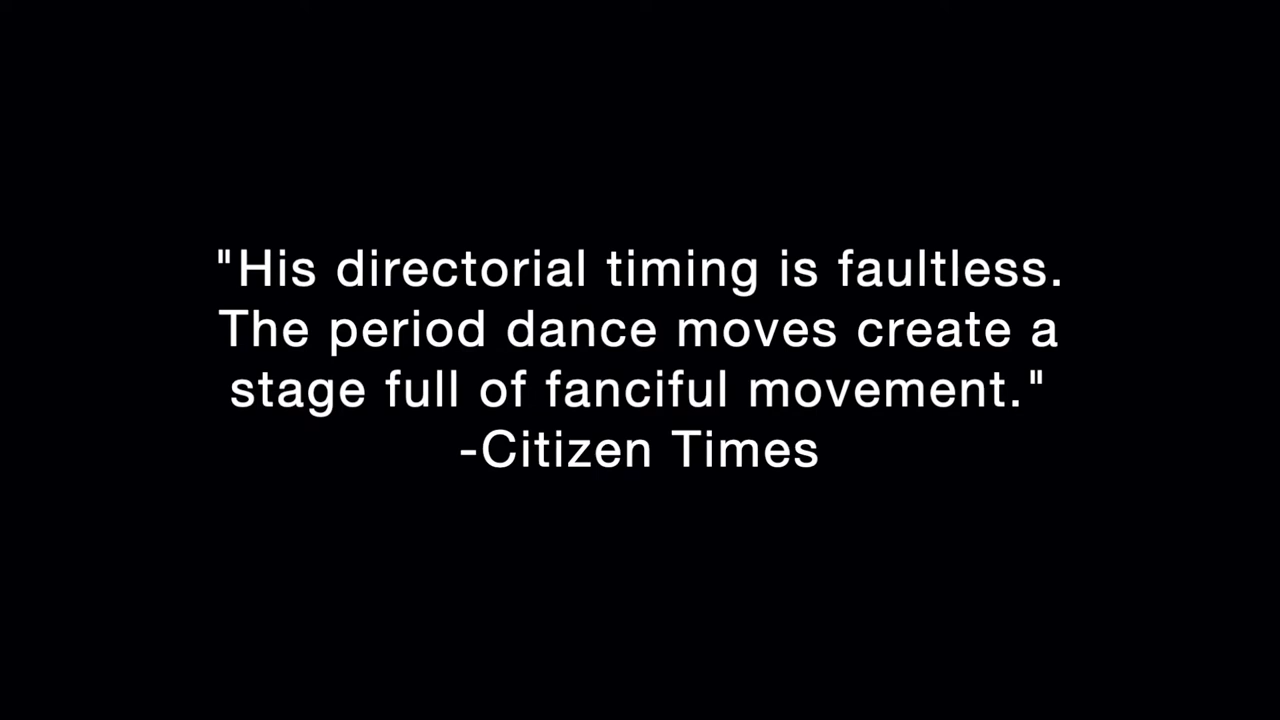 "His directorial timing is faultless.
The period dance moves create a
stage full of fanciful movement."
-Citizen Times